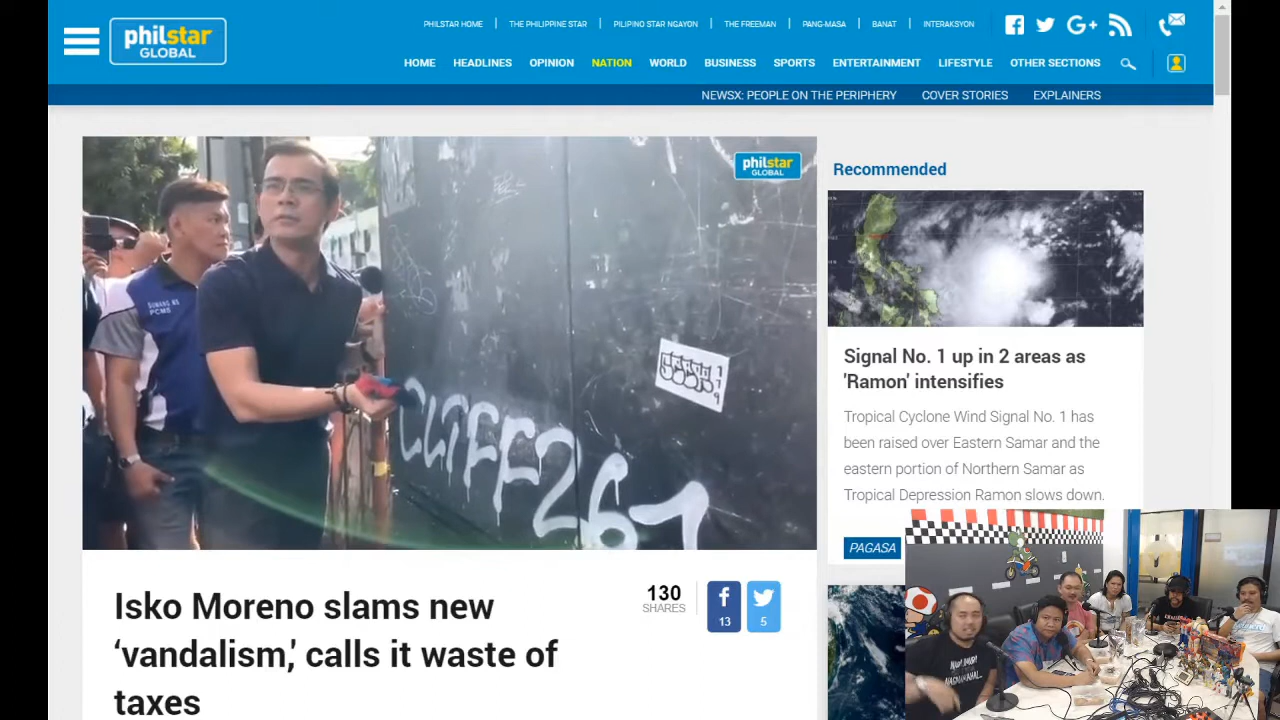 philstar
GLOBAL
PHILSTAR HOME
THE PHILIPPINE STAR
PILIPINO STAR NGAYON
THE FREEMAN
PANG-MASA
BANAT
INTERAKSYON
HOME
HEADLINES
OPINION
NATION
WORLD
BUSINESS
SPORTS
ENTERTAINMENT
LIFESTYLE
OTHER SECTIONS
NEWSX: PEOPLE ON THE PERIPHERY
COVER STORIES
EXPLAINERS
philstar
GLOBAL
PCMS
CLIFF26
Recommended
Signal No. 1 up in 2 areas as
'Ramon' intensifies
Tropical Cyclone Wind Signal No. 1 has
been raised over Eastern Samar and the
eastern portion of Northern Samar as
Tropical Depression Ramon slows down.
PAGASA
Isko Moreno slams new
‘vandalism,’ calls it waste of
taxes
130
SHARES
13
5